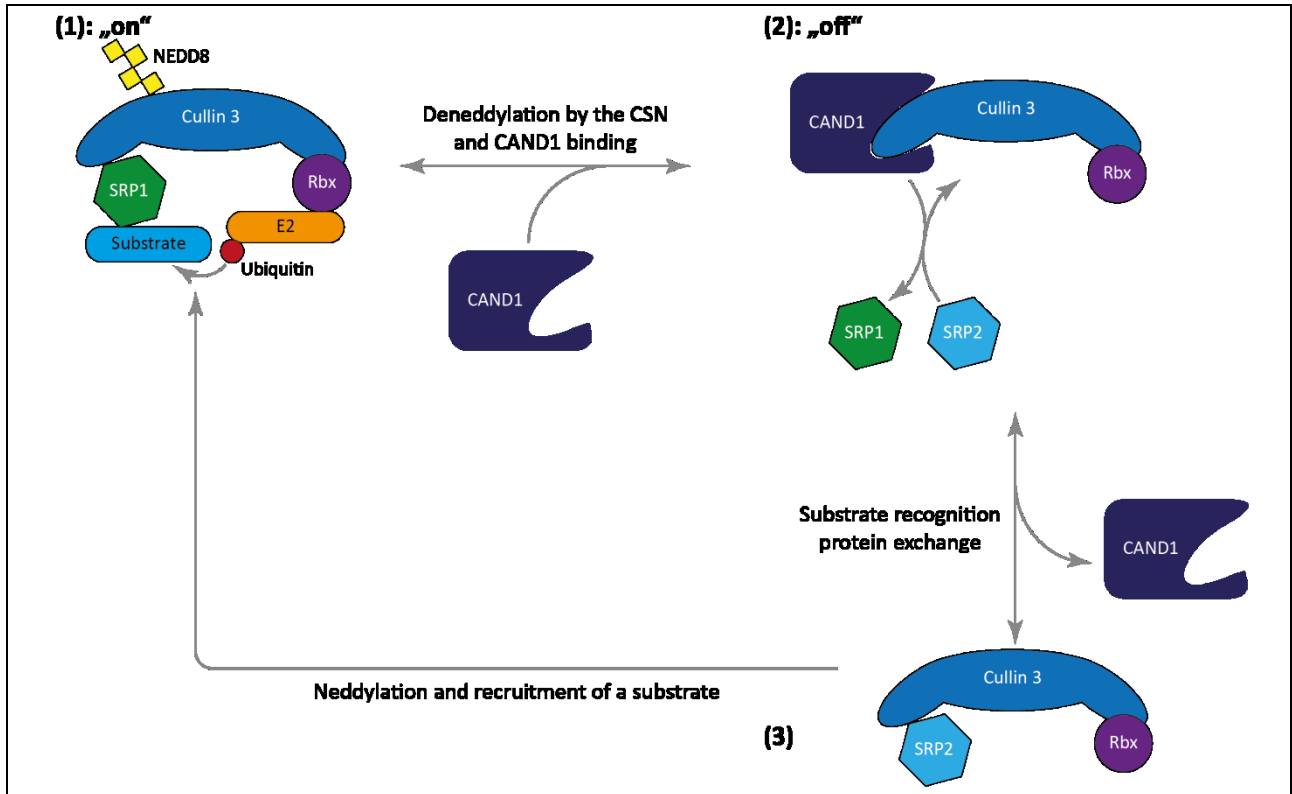 (1): „on“
NEDD8
Cullin 3
SRP1
Rbx
E2
Substrate
Ubiquitin
Deneddylation by the CSN
and CAND1 binding
CAND1
(2): „off“
CAND1
Cullin 3
Rbx
SRP1
SRP2
Substrate recognition
protein exchange
CAND1
Neddylation and recruitment of a substrate
(3)
Cullin 3
SRP2
Rbx